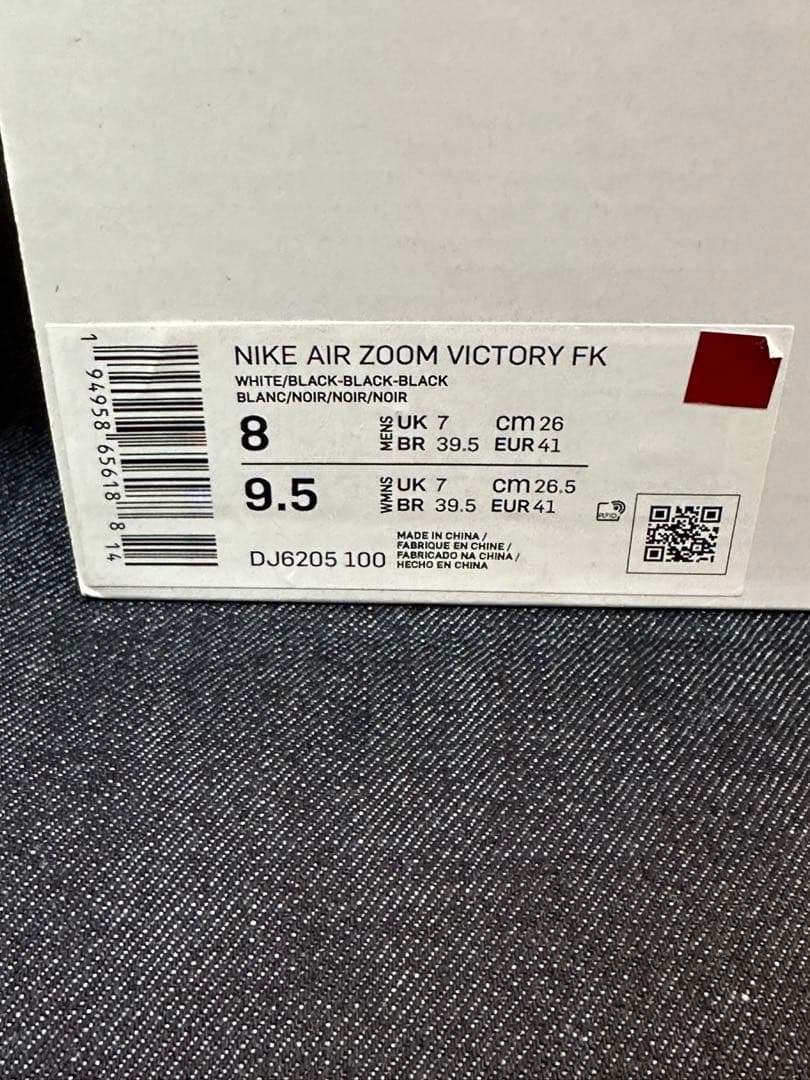 NIKE AIR ZOOM VICTORY FK
WHITE/BLACK-BLACK-BLACK
BLANC/NOIR/NOIR/NOIR
8 MENS UK 7 cm 26
BR 39.5 EUR 41
9.5 WMNS UK 7 cm 26.5
BR 39.5 EUR 41
DJ6205 100
MADE IN CHINA /
FABRIQUE EN CHINE /
FABRICADO NA CHINA /
HECHO EN CHINA
RFID
1 94958 65618 8 14